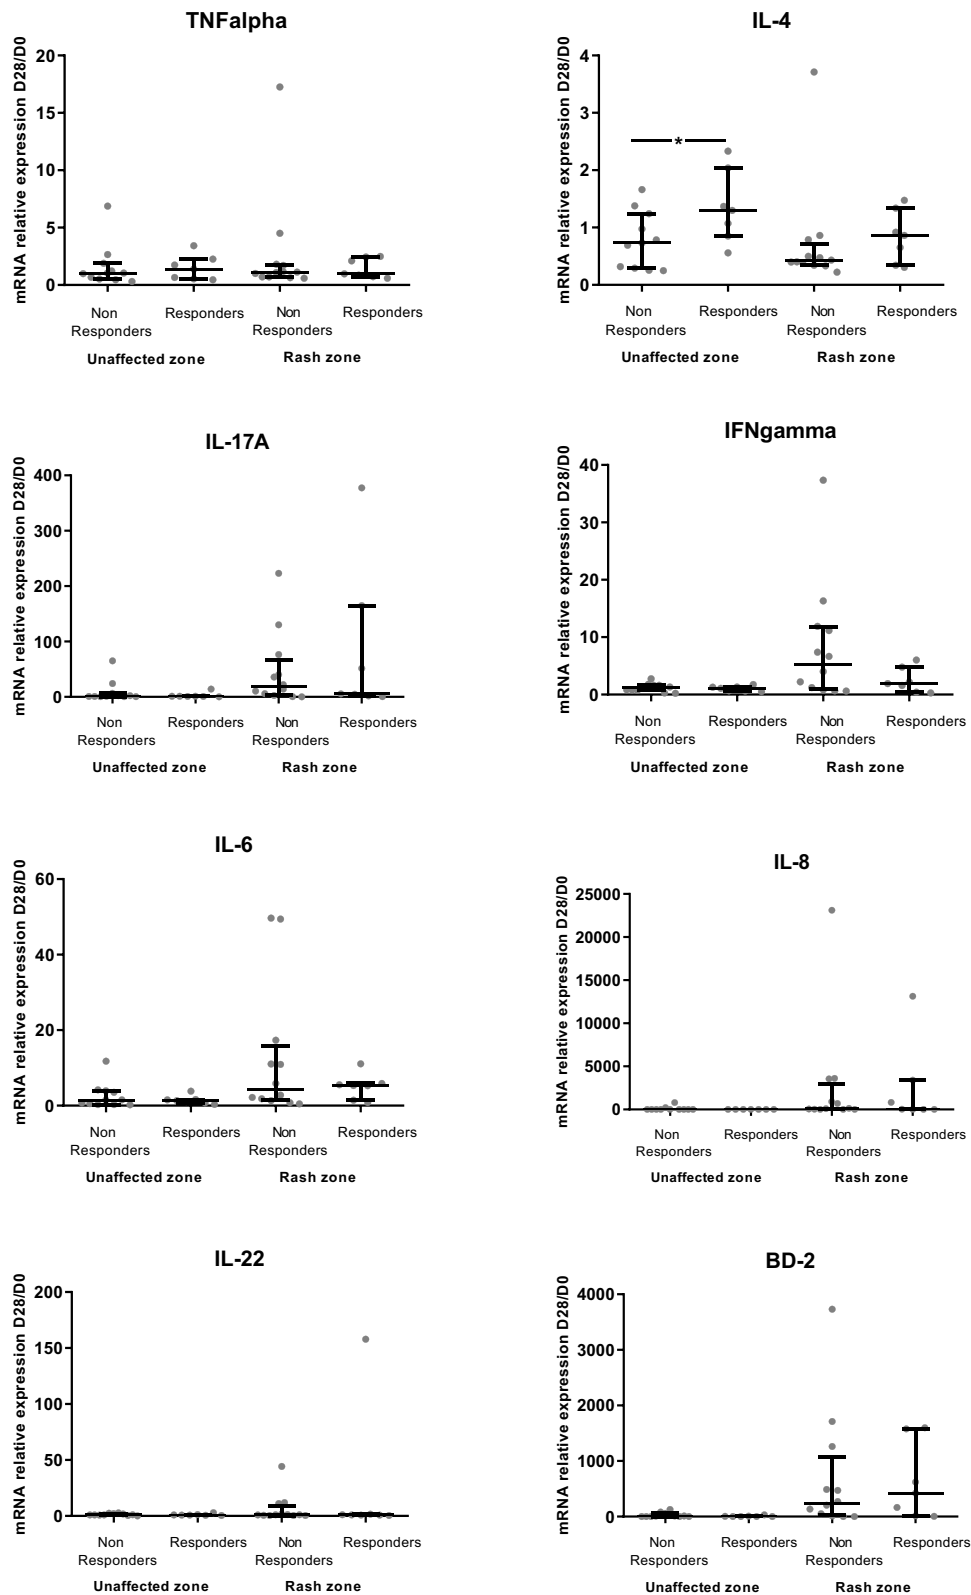 TNFalpha
mRNA relative expression D28/D0
20
15
10
5
0
Non
Responders
Responders
Non
Responders
Responders
Unaffected zone
Rash zone
IL-4
mRNA relative expression D28/D0
4
3
2
1
0
*
Non
Responders
Responders
Non
Responders
Responders
Unaffected zone
Rash zone
IL-17A
mRNA relative expression D28/D0
400
300
200
100
0
Non
Responders
Responders
Non
Responders
Responders
Unaffected zone
Rash zone
IFNgamma
mRNA relative expression D28/D0
40
30
20
10
0
Non
Responders
Responders
Non
Responders
Responders
Unaffected zone
Rash zone
IL-6
mRNA relative expression D28/D0
60
40
20
0
Non
Responders
Responders
Non
Responders
Responders
Unaffected zone
Rash zone
IL-8
mRNA relative expression D28/D0
25000
20000
15000
10000
5000
0
Non
Responders
Responders
Non
Responders
Responders
Unaffected zone
Rash zone
IL-22
mRNA relative expression D28/D0
200
150
100
50
0
Non
Responders
Responders
Non
Responders
Responders
Unaffected zone
Rash zone
BD-2
mRNA relative expression D28/D0
4000
3000
2000
1000
0
Non
Responders
Responders
Non
Responders
Responders
Unaffected zone
Rash zone